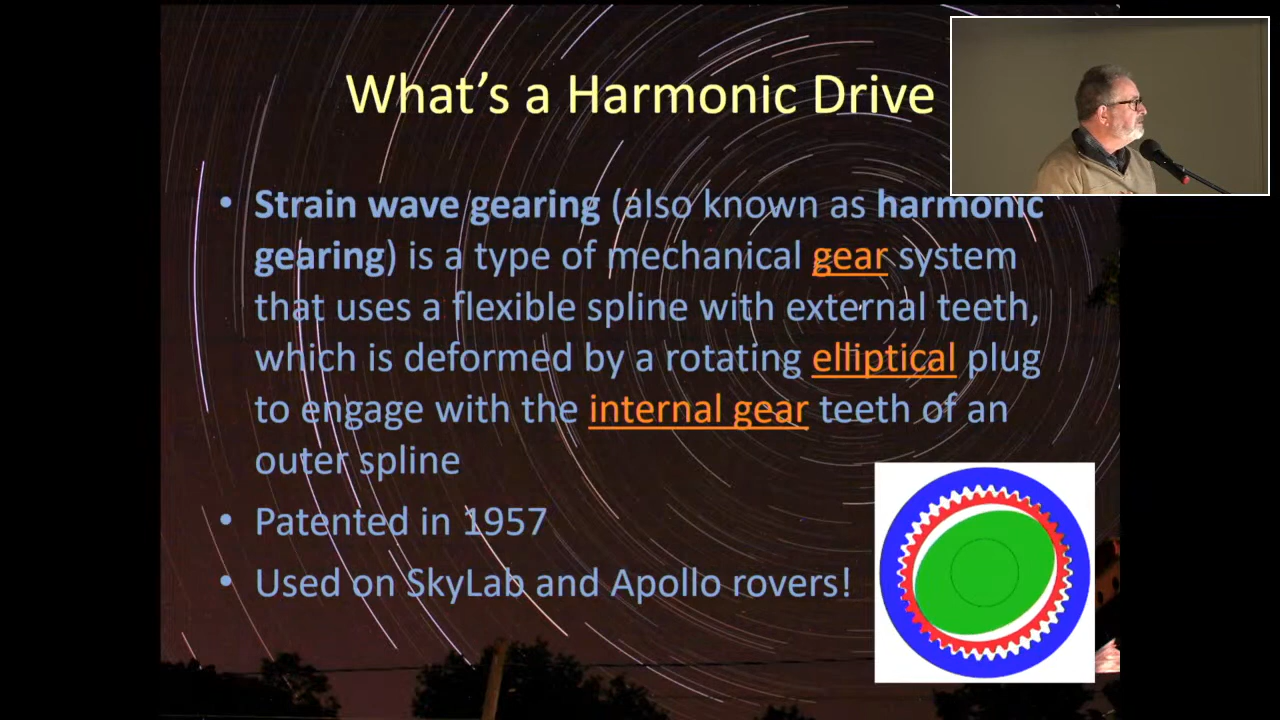 What's a Harmonic Drive
• Strain wave gearing (also known as harmonic
gearing) is a type of mechanical gear system
that uses a flexible spline with external teeth,
which is deformed by a rotating elliptical plug
to engage with the internal gear teeth of an
outer spline
• Patented in 1957
• Used on SkyLab and Apollo rovers!